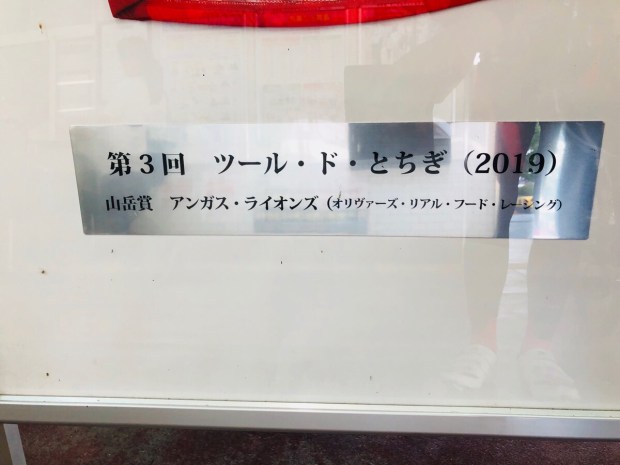 第3回　ツール・ド・とちぎ（2019）
山岳賞　アンガス・ライオンズ（オリヴァーズ・リアル・フード・レーシング）